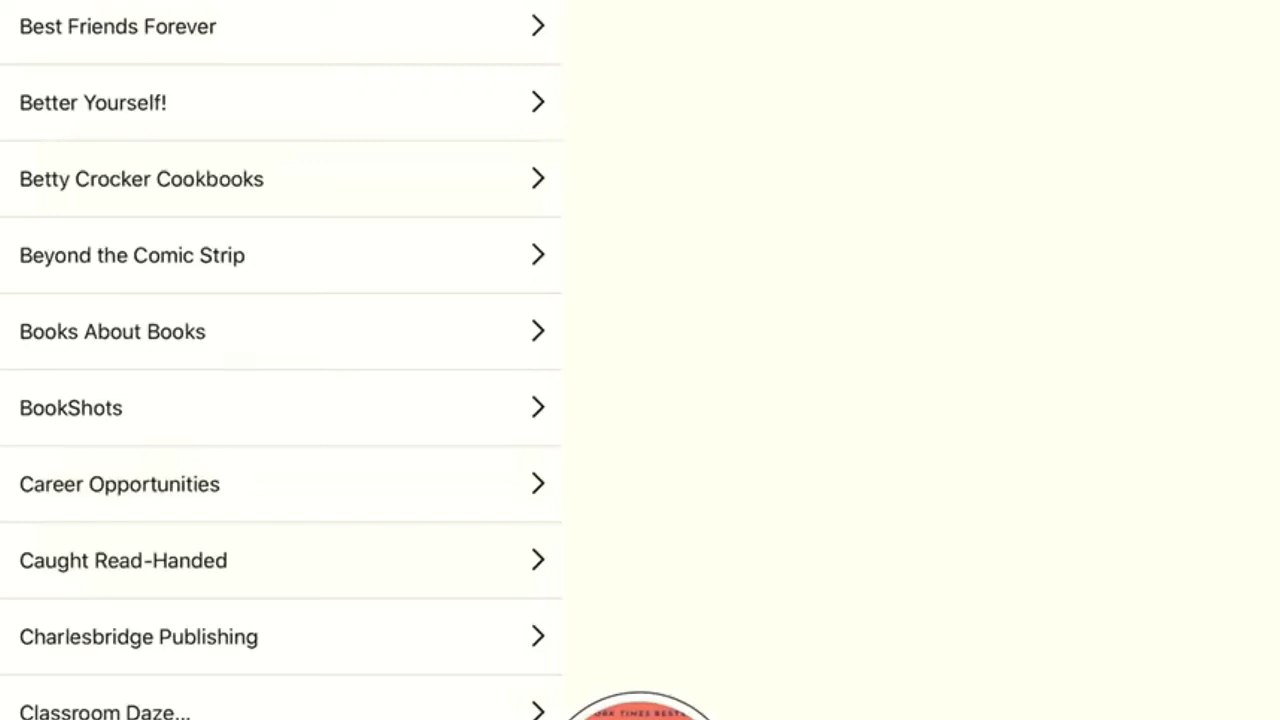 Best Friends Forever
Better Yourself!
Betty Crocker Cookbooks
Beyond the Comic Strip
Books About Books
BookShots
Career Opportunities
Caught Read-Handed
Charlesbridge Publishing
Classroom Daze...
TIMES